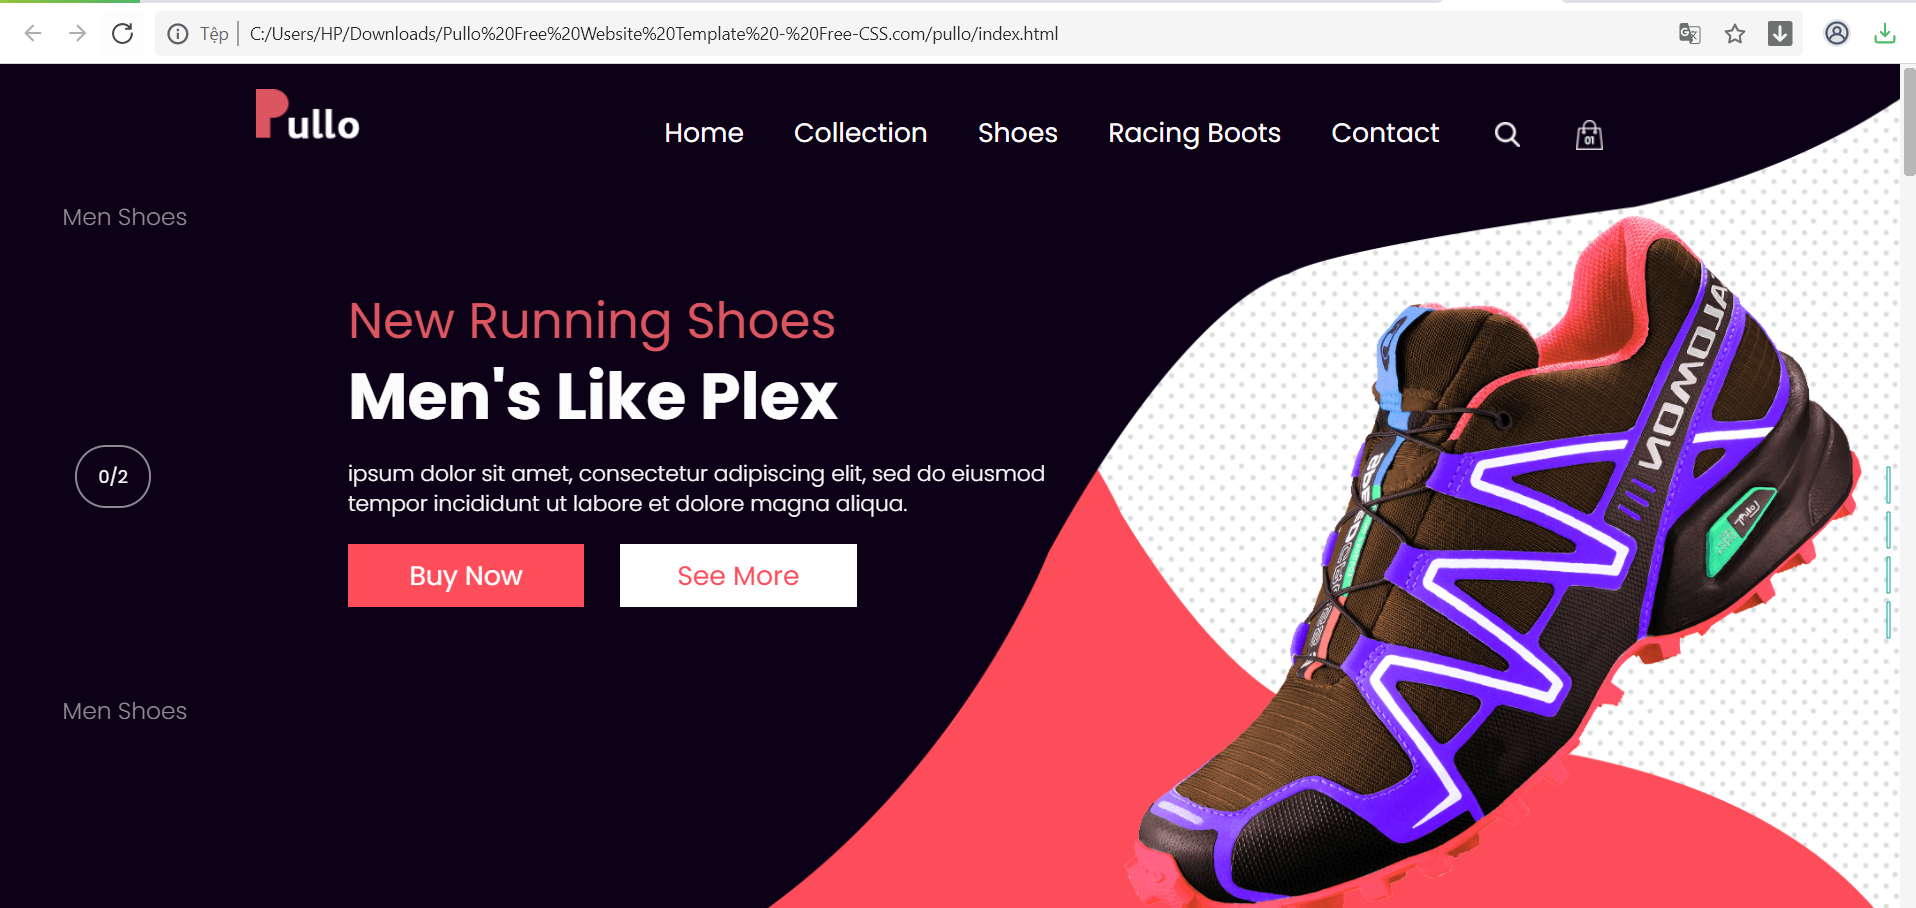 Tệp
C:/Users/HP/Downloads/Pullo%20Free%20Website%20Template%20-%20Free-CSS.com/pullo/index.html
Pullo
Home
Collection
Shoes
Racing Boots
Contact
01
Men Shoes
New Running Shoes
Men's Like Plex
0/2
ipsum dolor sit amet, consectetur adipiscing elit, sed do eiusmod
tempor incididunt ut labore et dolore magna aliqua.
Buy Now
See More
Men Shoes
Pullo